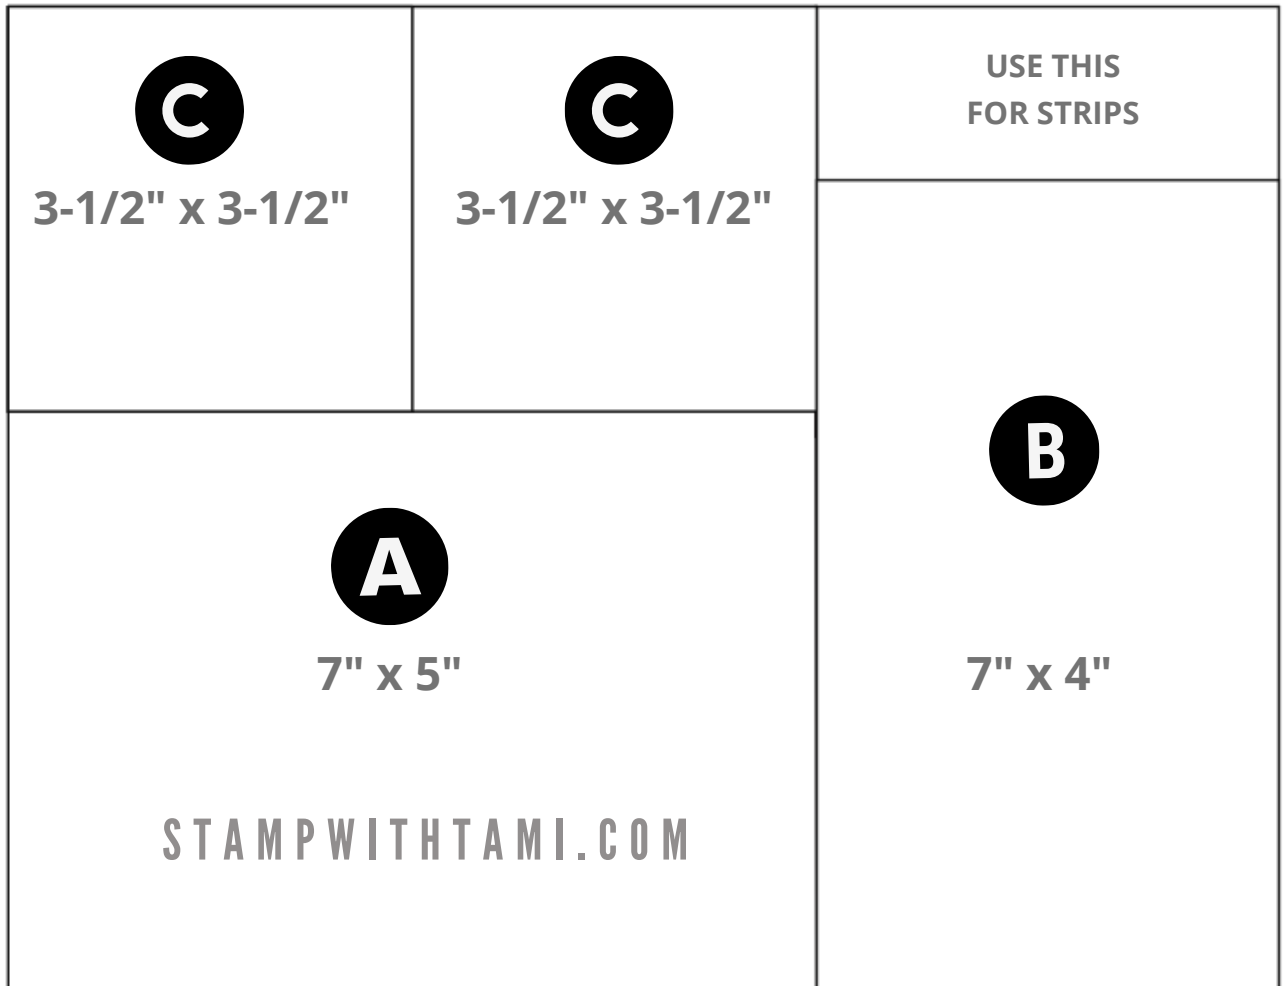 C
3-1/2" x 3-1/2"
C
3-1/2" x 3-1/2"
USE THIS
FOR STRIPS
A
7" x 5"
STAMPWITHTAMI.COM
B
7" x 4"